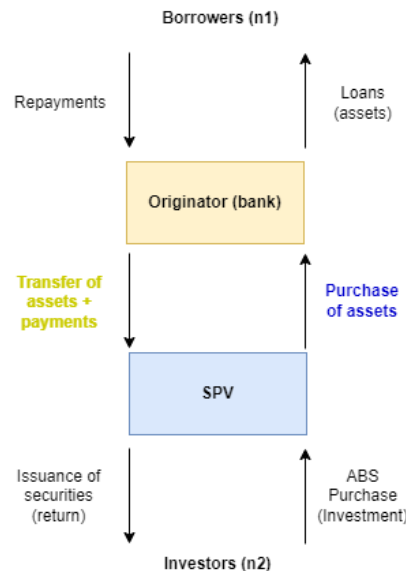 Borrowers (n1)
Repayments
Loans
(assets)
Originator (bank)
Transfer of
assets +
payments
Purchase
of assets
SPV
Issuance of
securities
(return)
ABS
Purchase
(Investment)
Investors (n2)